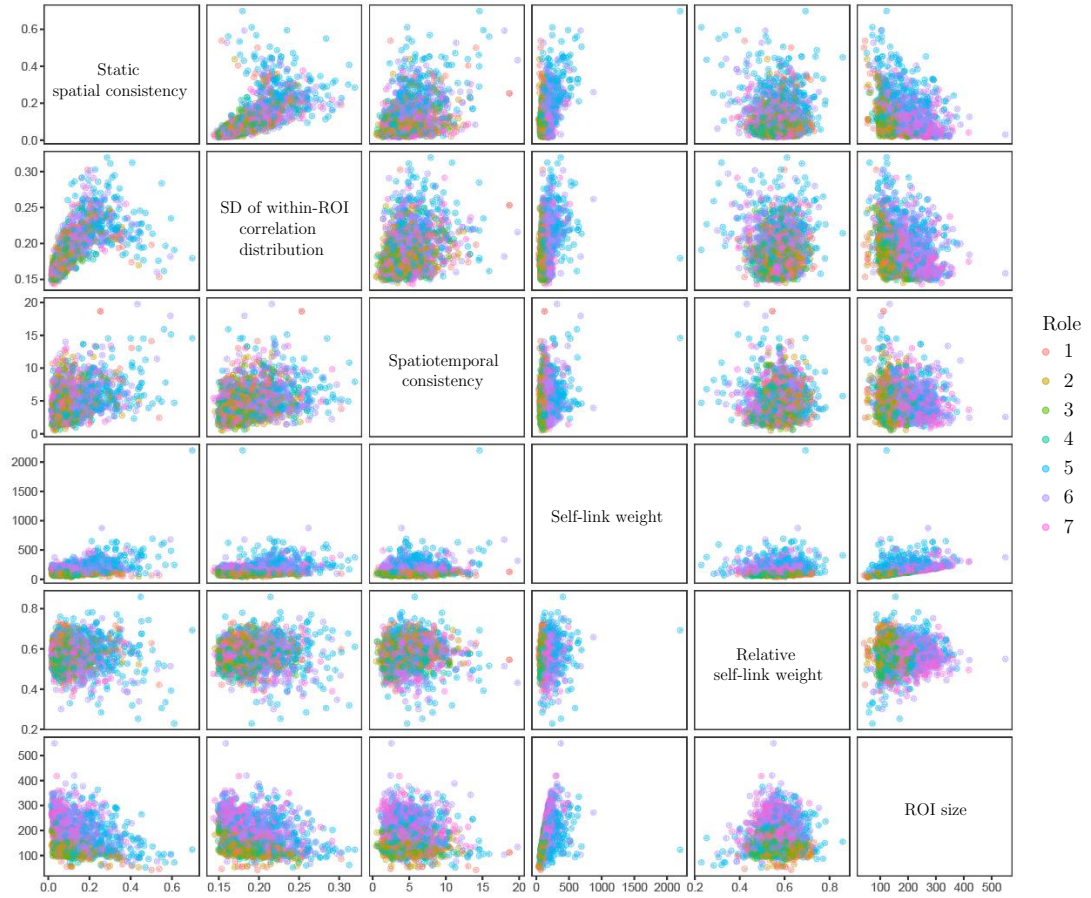 0.6
0.4
0.2
0.0
Static
spatial consistency
0.30
0.25
0.20
0.15
SD of within-ROI
correlation
distribution
20
15
10
5
0
Spatiotemporal
consistency
Role
1
2
3
4
5
6
7
2000
1500
1000
500
0
Self-link weight
0.8
0.6
0.4
0.2
Relative
self-link weight
500
400
300
200
100
ROI size
0.0 0.2 0.4 0.6
0.15 0.20 0.25 0.30
0 5 10 15 20
0 500 1000 1500 2000
0.2 0.4 0.6 0.8
100 200 300 400 500